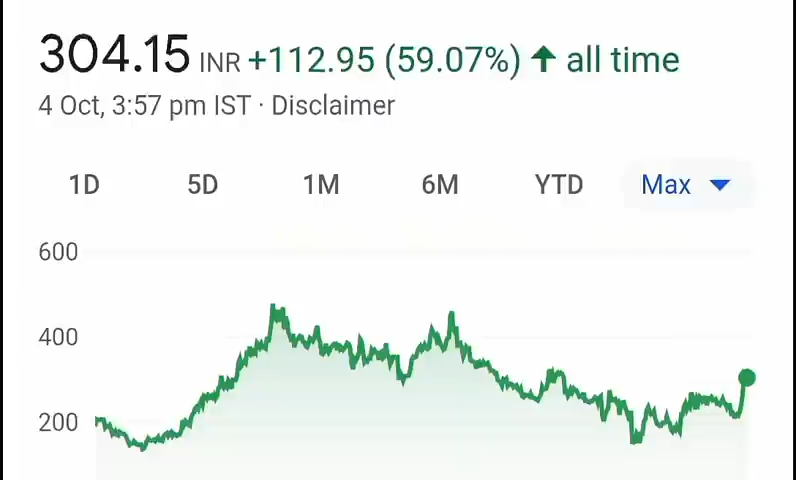 304.15 INR +112.95 (59.07%) ↑ all time
4 Oct, 3:57 pm IST · Disclaimer
1D 5D 1M 6M YTD Max
600
400
200